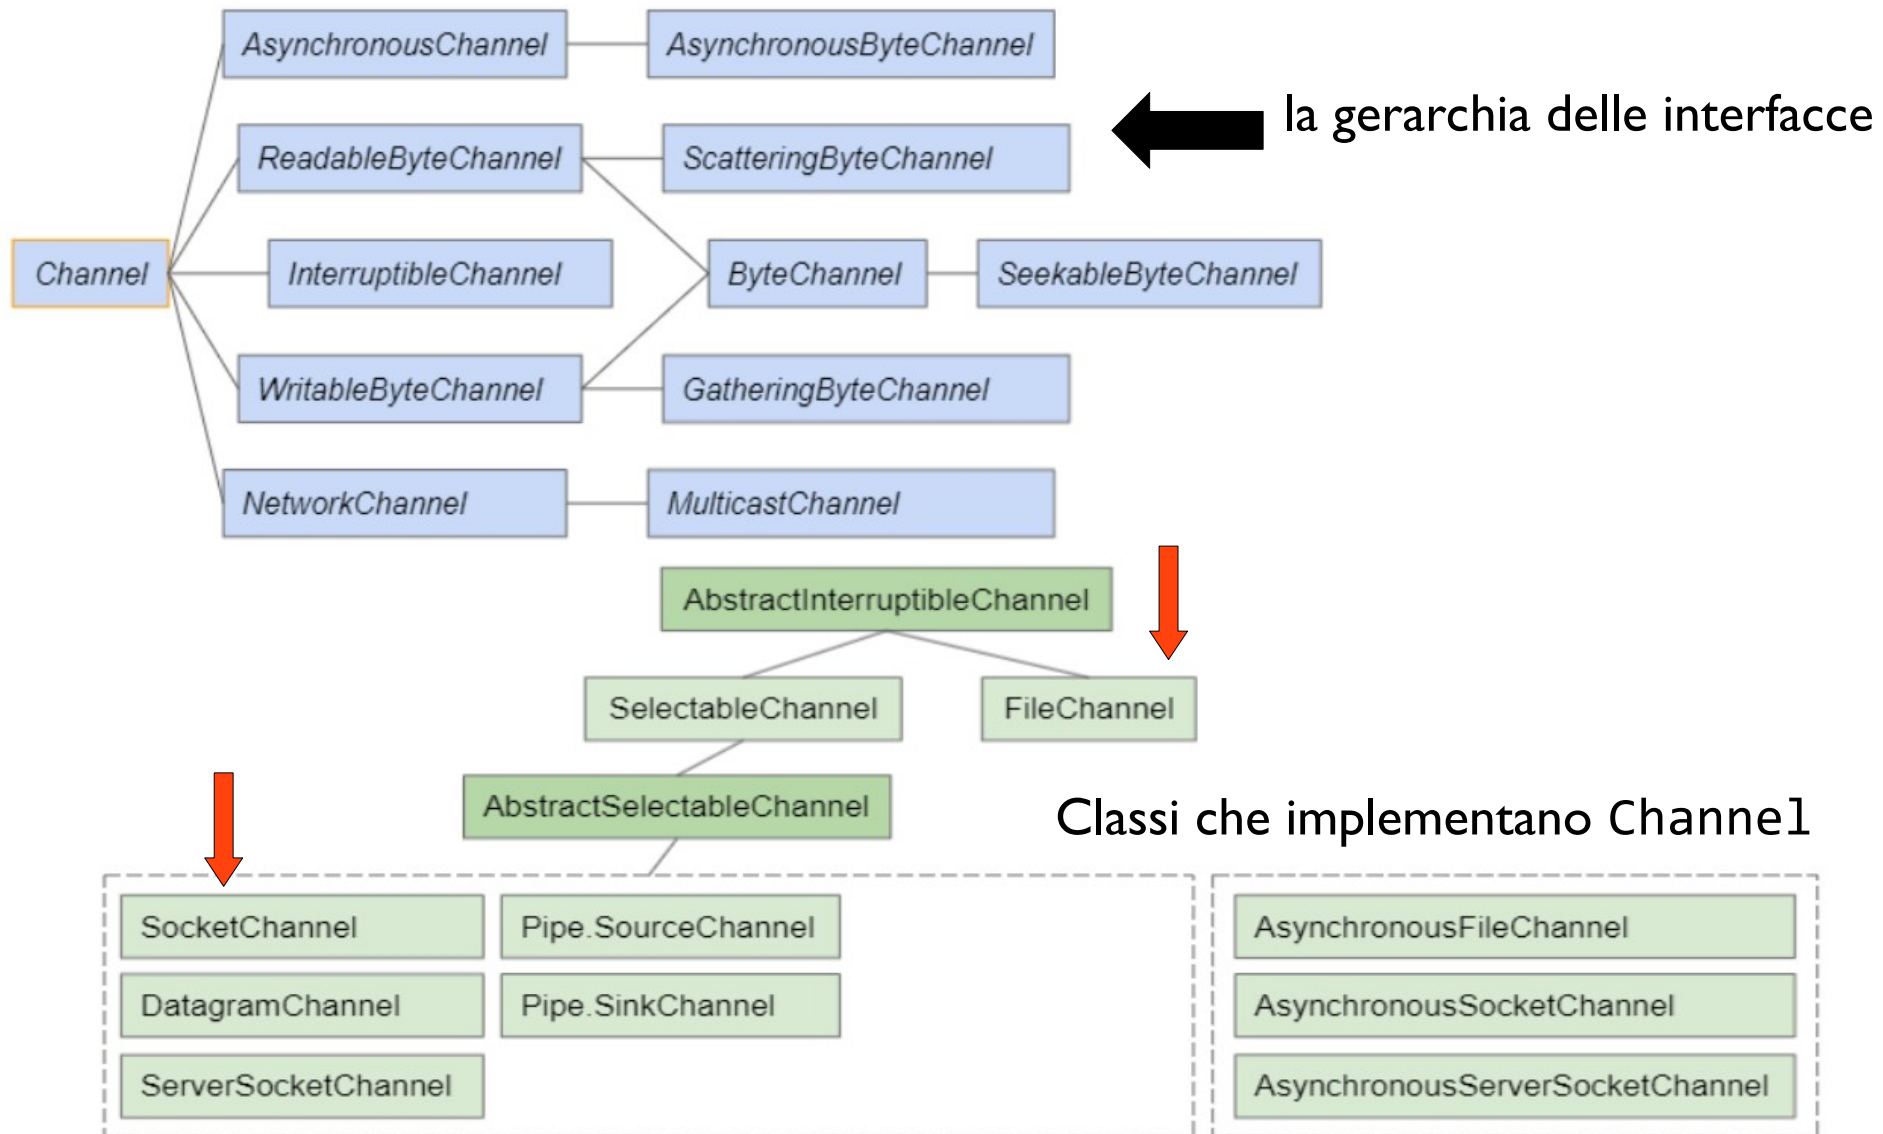 AsynchronousChannel
AsynchronousByteChannel
la gerarchia delle interfacce
ReadableByteChannel
ScatteringByteChannel
Channel
InterruptibleChannel
ByteChannel
SeekableByteChannel
WritableByteChannel
GatheringByteChannel
NetworkChannel
MulticastChannel
AbstractInterruptibleChannel
SelectableChannel
FileChannel
AbstractSelectableChannel
Classi che implementano Channel
SocketChannel
Pipe.SourceChannel
AsynchronousFileChannel
DatagramChannel
Pipe.SinkChannel
AsynchronousSocketChannel
ServerSocketChannel
AsynchronousServerSocketChannel